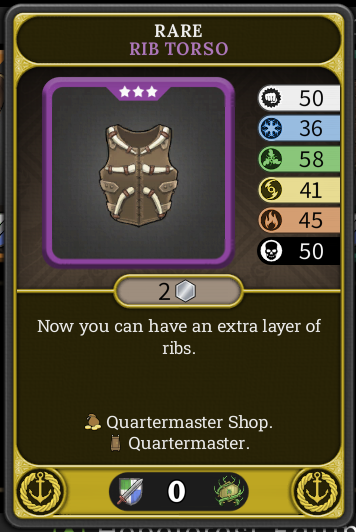 RARE
RIB TORSO
50
36
58
41
45
50
2
Now you can have an extra layer of
ribs.
Quartermaster Shop.
Quartermaster.
0